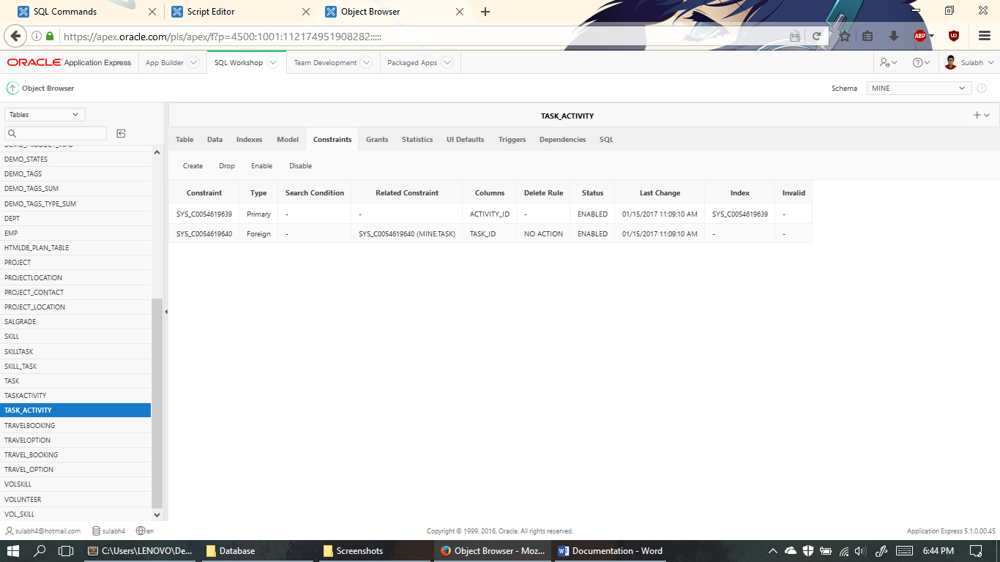 SQL Commands
Script Editor
Object Browser
https://apex.oracle.com/pls/apex/f?p=4500:1001:112174951908282:::::
ABP
ORACLE Application Express
App Builder
SQL Workshop
Team Development
Packaged Apps
Sulabh
Object Browser
Schema
MINE
Tables
TASK_ACTIVITY
Table Data Indexes Model Constraints Grants Statistics UI Defaults Triggers Dependencies SQL
Create Drop Enable Disable
Constraint Type Search Condition Related Constraint Columns Delete Rule Status Last Change Index Invalid
SYS_C0054619639 Primary - - ACTIVITY_ID - ENABLED 01/15/2017 11:09:10 AM SYS_C0054619639 -
SYS_C0054619640 Foreign - SYS_C0054619640 (MINE.TASK) TASK_ID NO ACTION ENABLED 01/15/2017 11:09:10 AM - -
DEMO_PRODUCT_INFO
DEMO_STATES
DEMO_TAGS
DEMO_TAGS_SUM
DEMO_TAGS_TYPE_SUM
DEPT
EMP
HTMLDB_PLAN_TABLE
PROJECT
PROJECTLOCATION
PROJECT_CONTACT
PROJECT_LOCATION
SALGRADE
SKILL
SKILLTASK
SKILL_TASK
TASK
TASKACTIVITY
TASK_ACTIVITY
TRAVELBOOKING
TRAVELOPTION
TRAVEL_BOOKING
TRAVEL_OPTION
VOLSKILL
VOLUNTEER
VOL_SKILL
sulabh4@hotmail.com sulabh4 en
Copyright © 1999, 2016, Oracle. All rights reserved.
Application Express 5.1.0.00.45
C:\Users\LENOVO\De...
Database
Screenshots
Object Browser - Moz...
Documentation - Word
6:44 PM